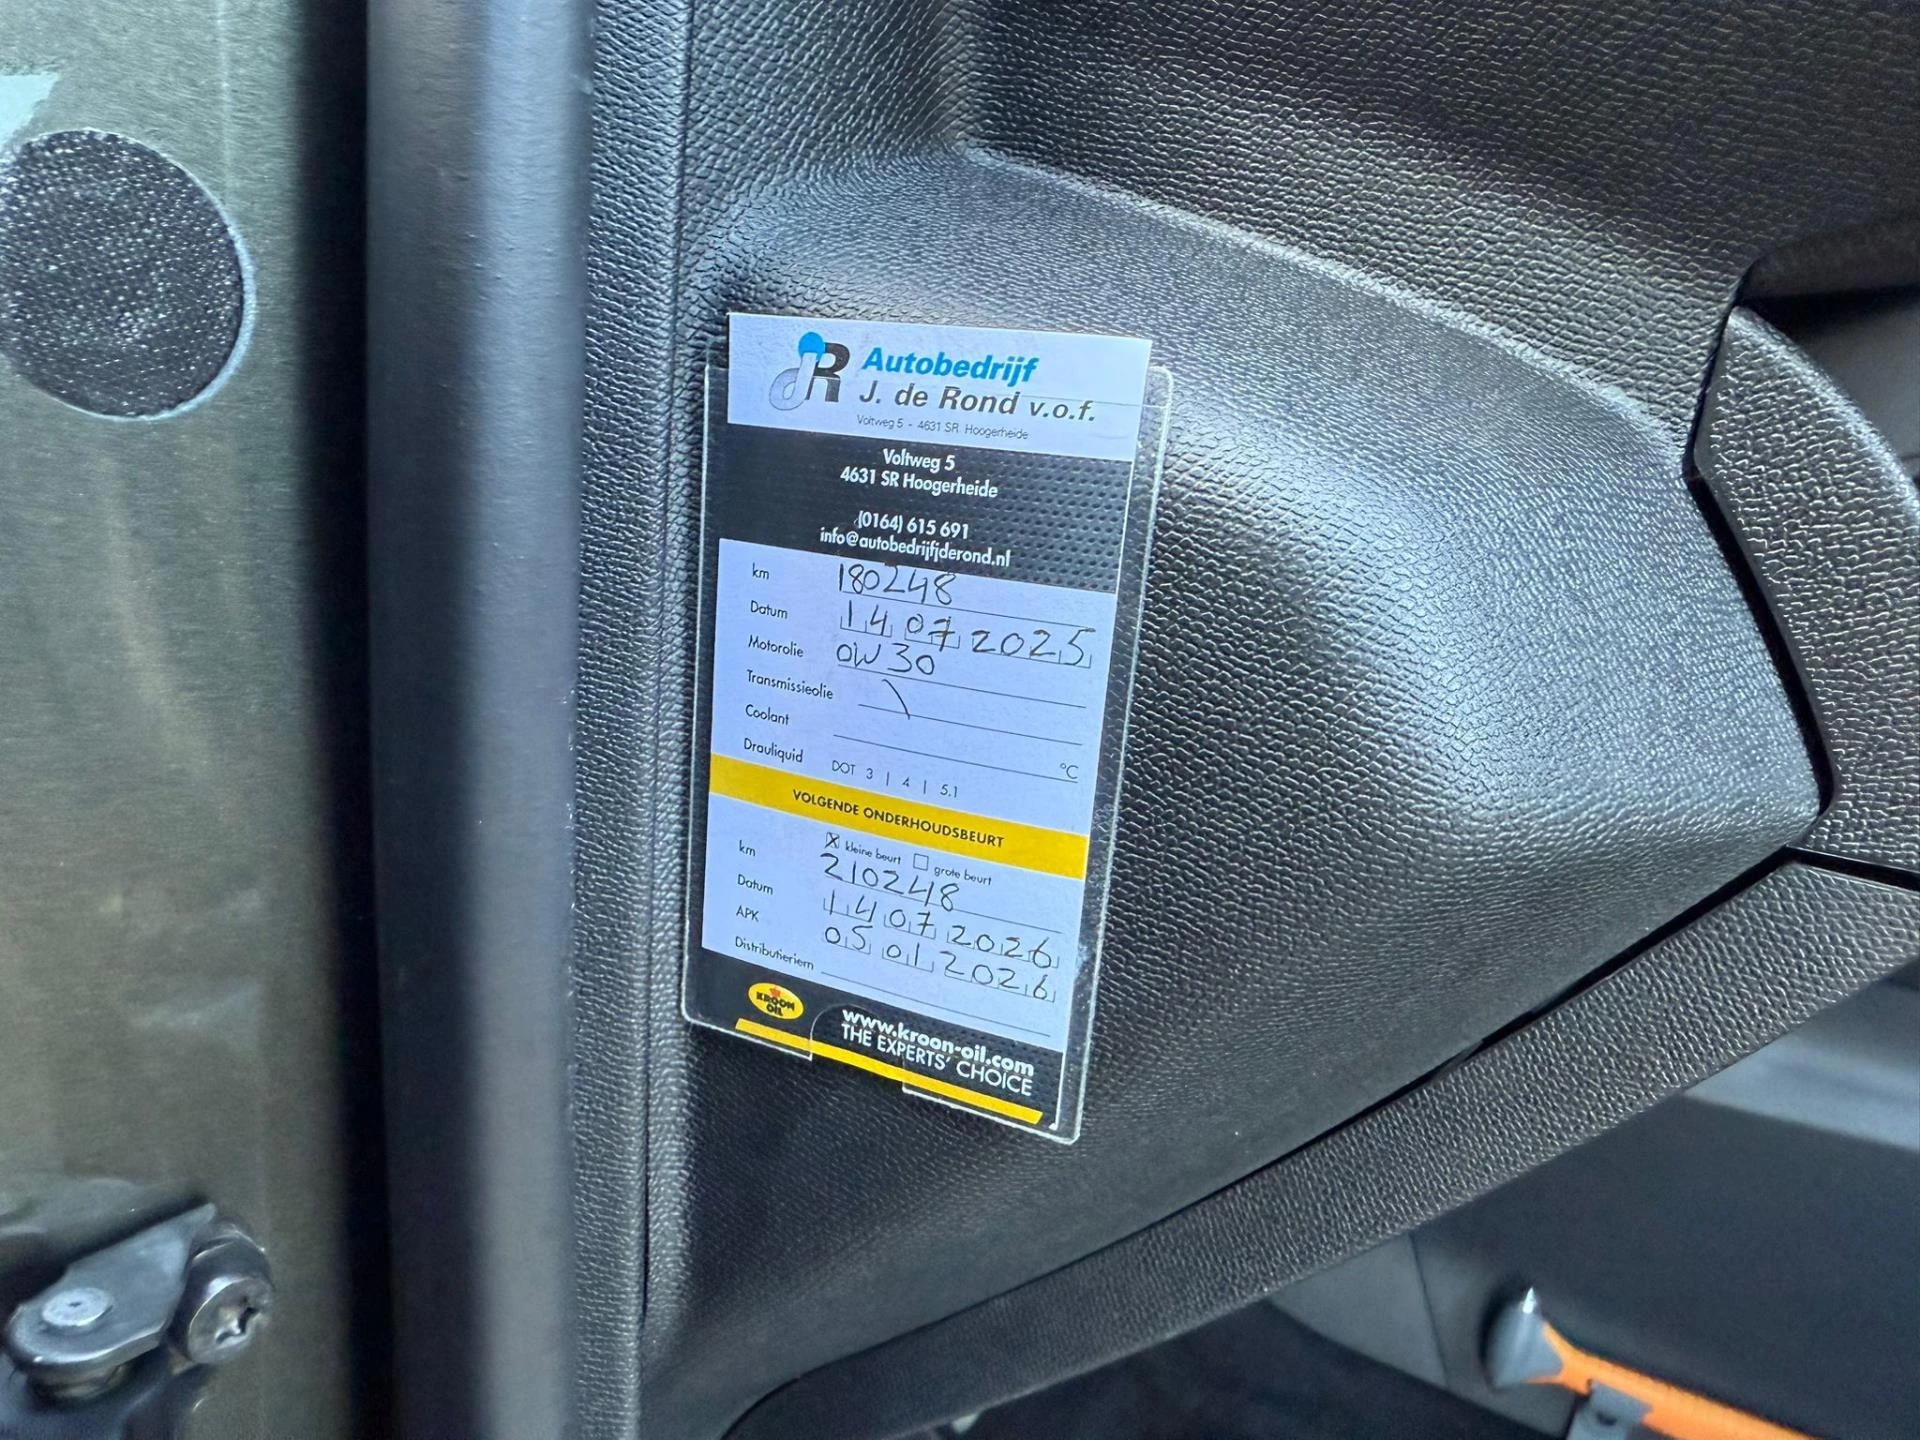 JR Autobedrijf
J. de Rond v.o.f.
Voltweg 5 - 4631 SR Hoogerheide
Voltweg 5
4631 SR Hoogerheide
(0164) 615 691
info@autobedrijfjderond.nl
km 180248
Datum 14 07 2025
Motorolie 0W30
Transmissieolie \
Coolant °C
Drauliquid DOT 3 | 4 | 5.1
VOLGENDE ONDERHOUDSBEURT
☒ kleine beurt ☐ grote beurt
km 210248
Datum 14 07 2026
APK 05 01 2026
Distributieriem
KROON OIL
www.kroon-oil.com
THE EXPERTS' CHOICE